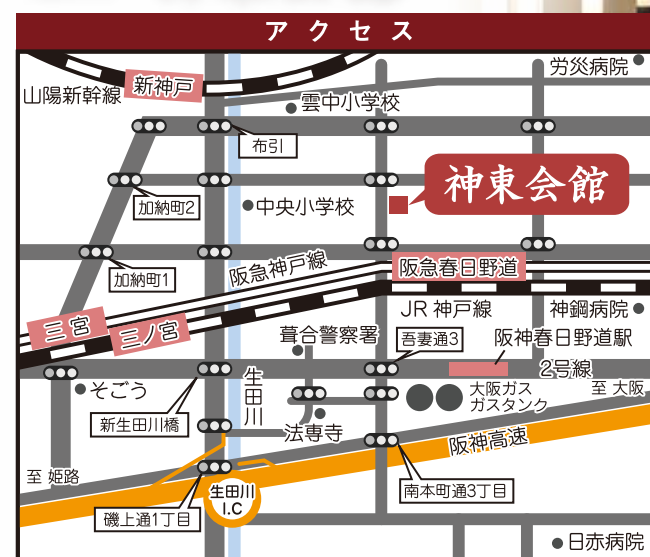 アクセス
山陽新幹線
新神戸
労災病院
雲中小学校
布引
神東会館
加納町2
中央小学校
加納町1
阪急神戸線
阪急春日野道
三宮
三ノ宮
JR 神戸線
神鋼病院
葺合警察署
吾妻通3
阪神春日野道駅
2号線
そごう
生田川
大阪ガス
ガスタンク
至 大阪
新生田川橋
法専寺
阪神高速
至 姫路
生田川
I.C
南本町通3丁目
磯上通1丁目
日赤病院